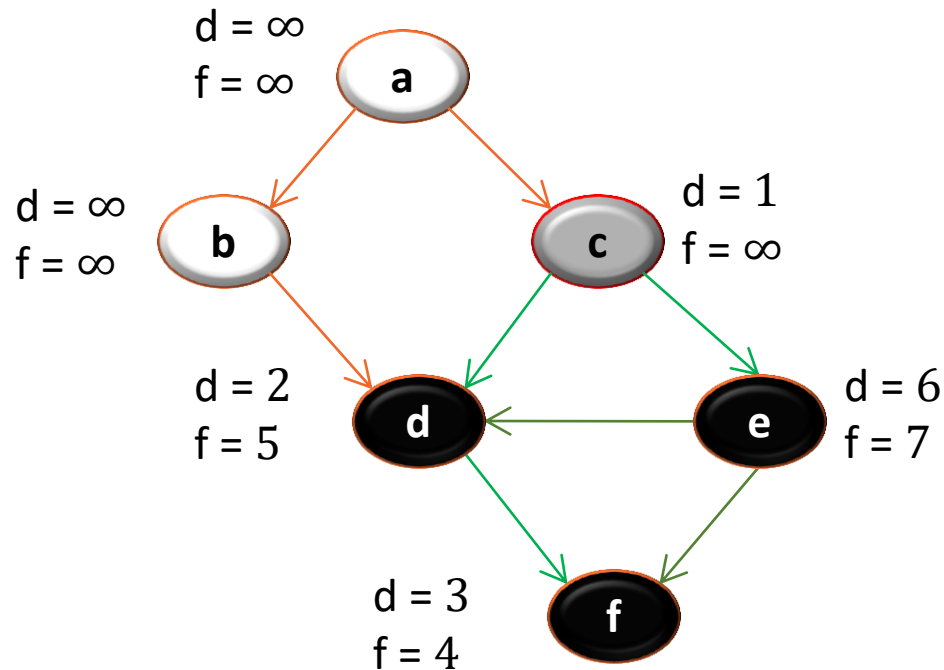 d = ∞
f = ∞
a
d = ∞
f = ∞
b
c
d = 1
f = ∞
d = 2
f = 5
d
e
d = 6
f = 7
d = 3
f = 4
f